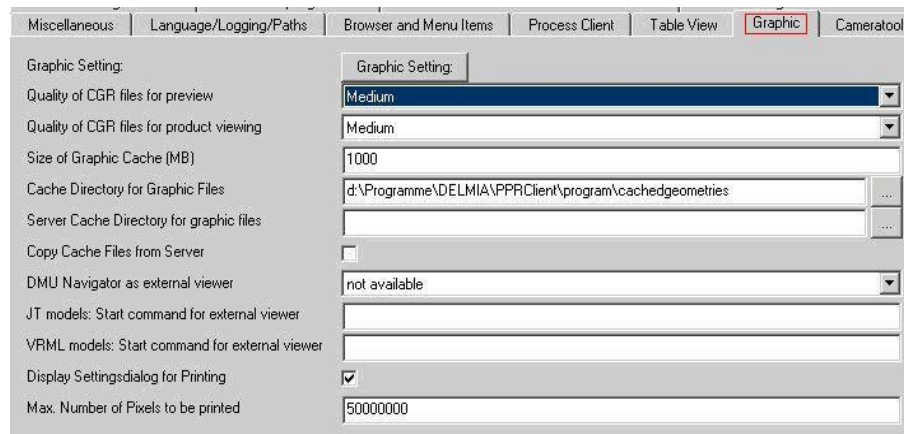 Miscellaneous Language/Logging/Paths Browser and Menu Items Process Client Table View Graphic Cameratool
Graphic Setting: Graphic Setting:
Quality of CGR files for preview Medium
Quality of CGR files for product viewing Medium
Size of Graphic Cache (MB) 1000
Cache Directory for Graphic Files d:\Programme\DELMIA\PPRClient\program\cachedgeometries ...
Server Cache Directory for graphic files ...
Copy Cache Files from Server
DMU Navigator as external viewer not available
JT models: Start command for external viewer
VRML models: Start command for external viewer
Display Settingsdialog for Printing
Max. Number of Pixels to be printed 50000000